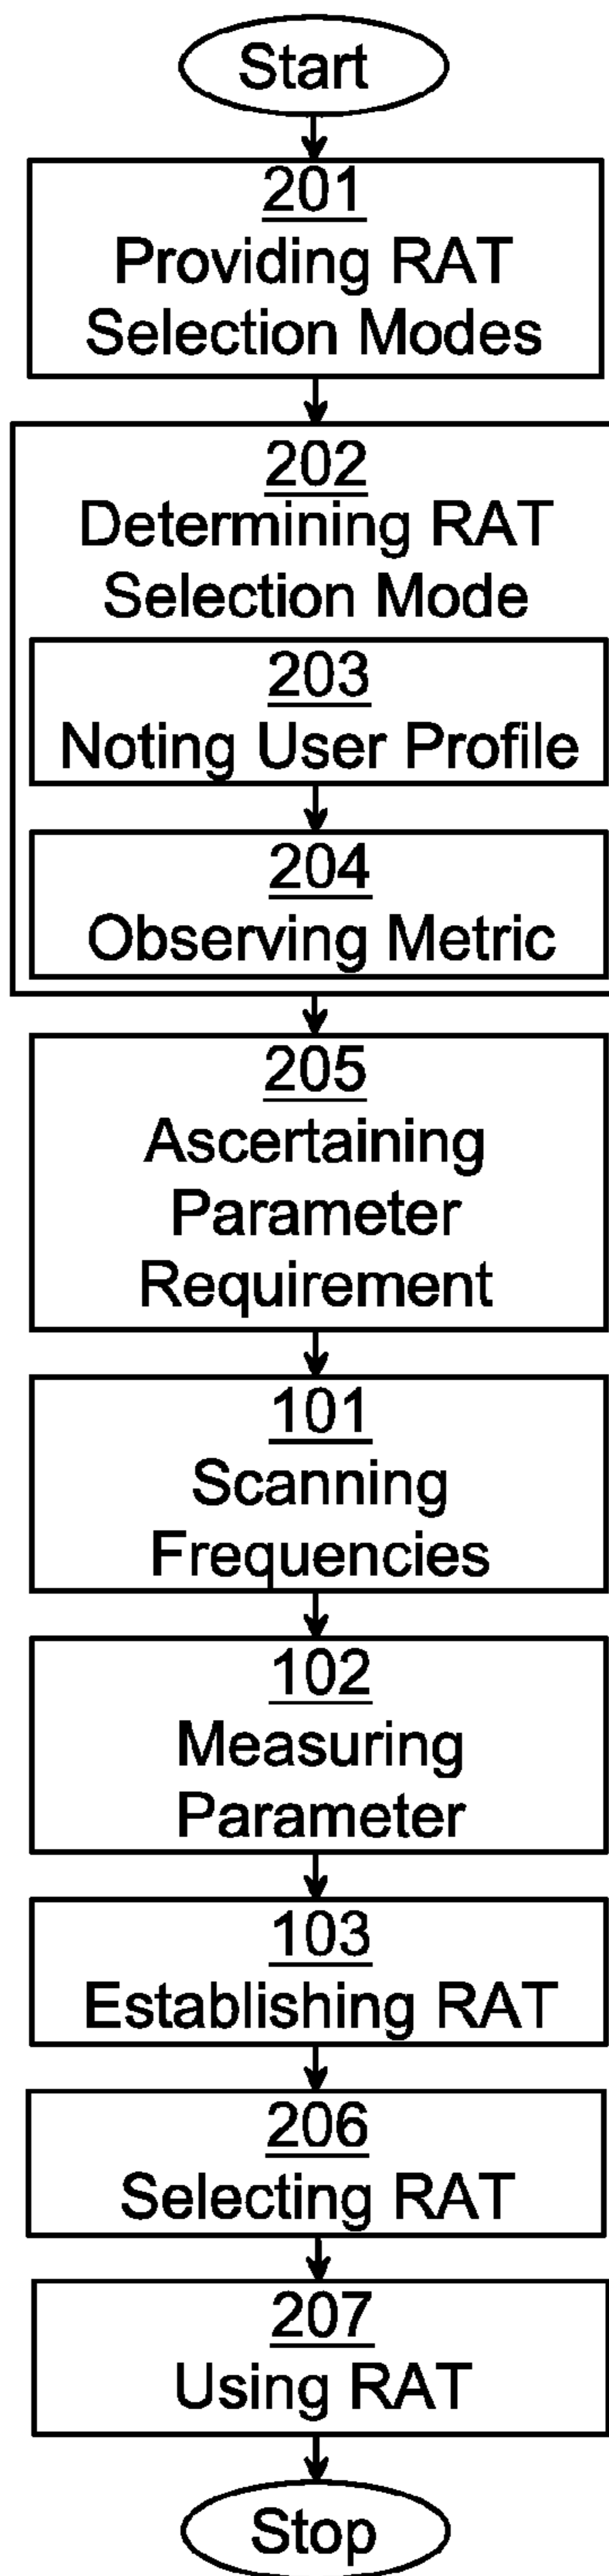 Start
201
Providing RAT
Selection Modes
202
Determining RAT
Selection Mode
203
Noting User Profile
204
Observing Metric
205
Ascertaining
Parameter
Requirement
101
Scanning
Frequencies
102
Measuring
Parameter
103
Establishing RAT
206
Selecting RAT
207
Using RAT
Stop